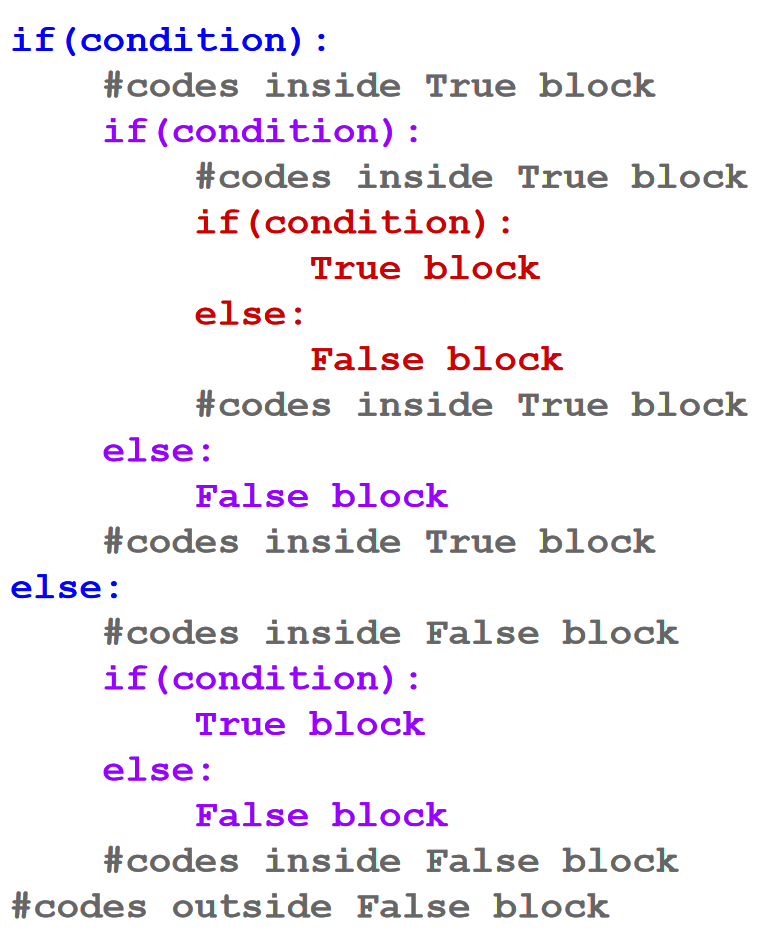 if(condition):
    #codes inside True block
    if(condition):
        #codes inside True block
        if(condition):
             True block
        else:
             False block
        #codes inside True block
    else:
        False block
    #codes inside True block
else:
    #codes inside False block
    if(condition):
        True block
    else:
        False block
    #codes inside False block
#codes outside False block